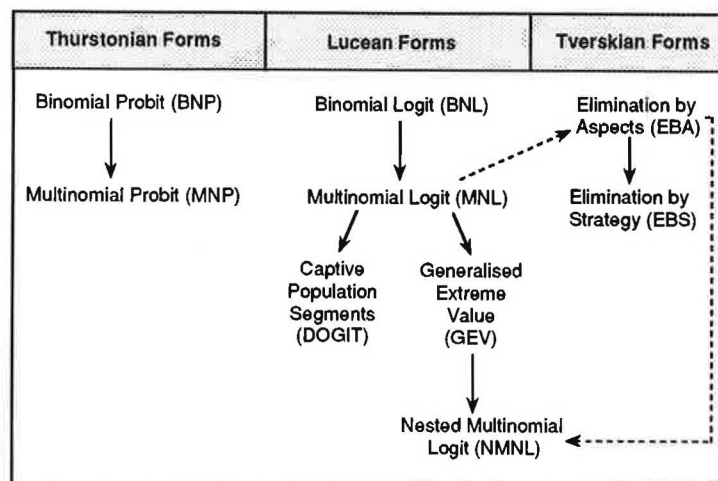 Thurstonian Forms
Lucean Forms
Tverskian Forms
Binomial Probit (BNP)
Multinomial Probit (MNP)
Binomial Logit (BNL)
Multinomial Logit (MNL)
Captive
Population
Segments
(DOGIT)
Generalised
Extreme
Value
(GEV)
Nested Multinomial
Logit (NMNL)
Elimination by
Aspects (EBA)
Elimination by
Strategy (EBS)